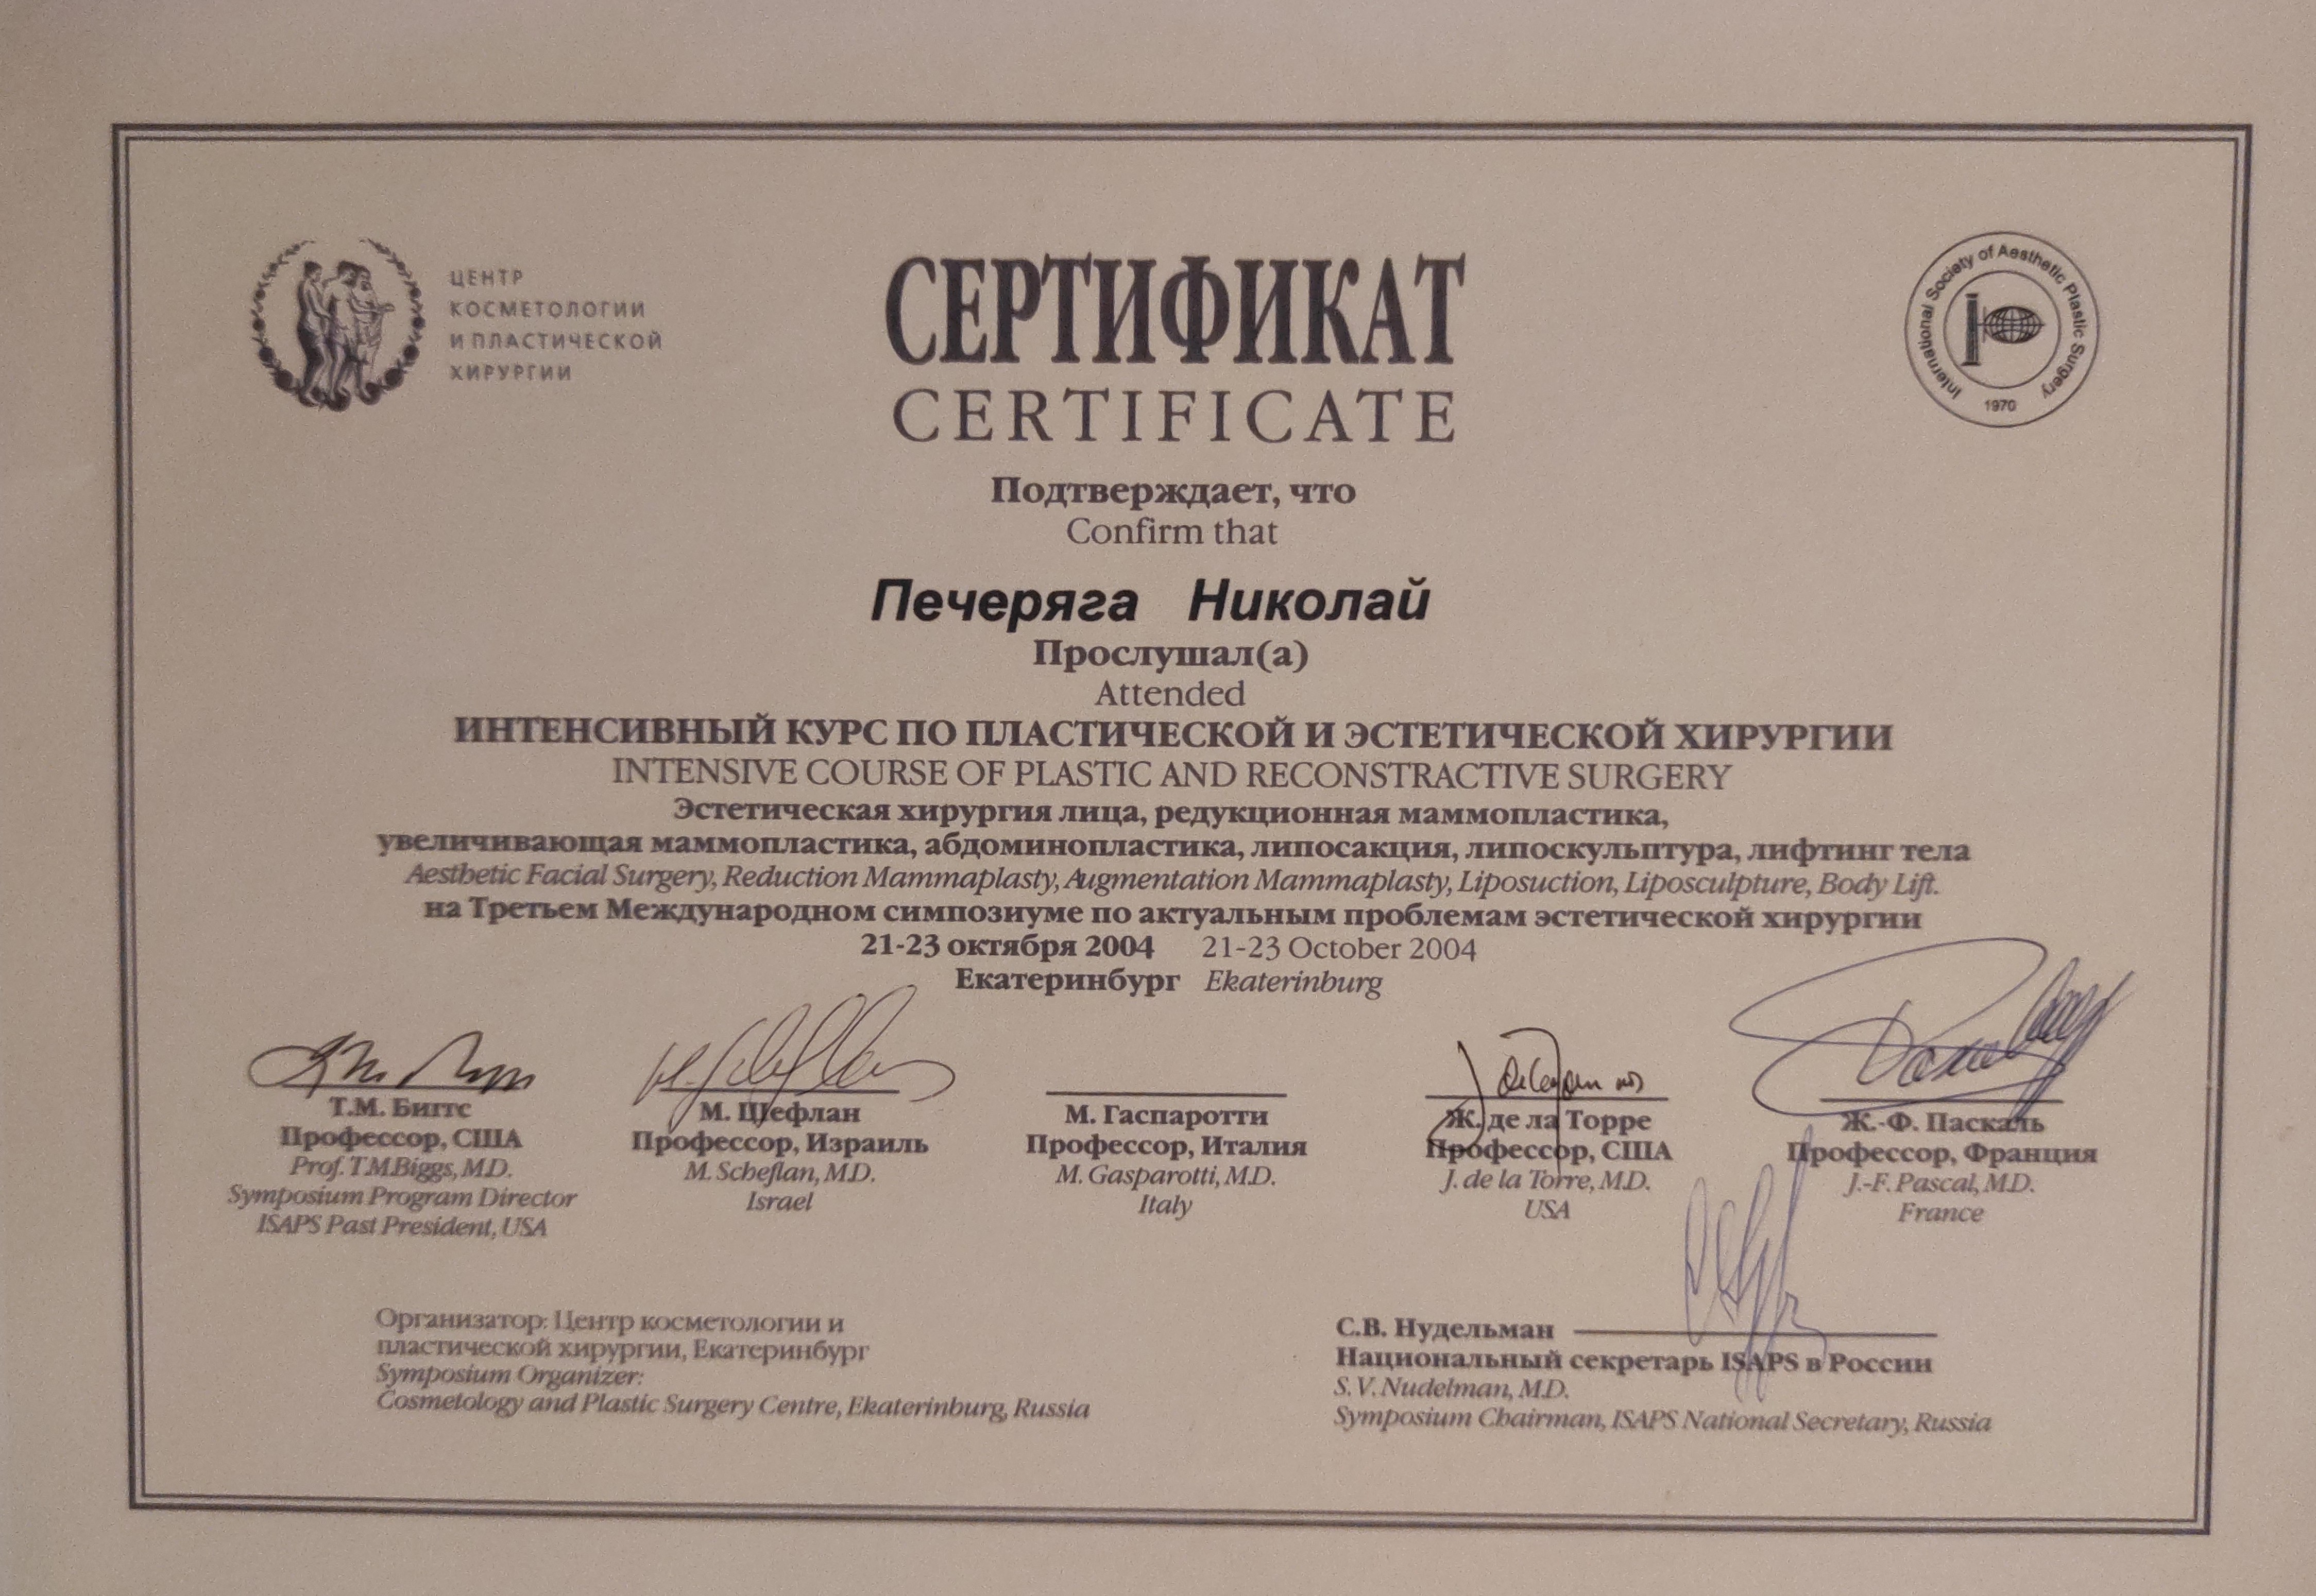 ЦЕНТР
КОСМЕТОЛОГИИ
И ПЛАСТИЧЕСКОЙ
ХИРУРГИИ
СЕРТИФИКАТ
CERTIFICATE
International Society of Aesthetic Plastic Surgery
1970
Подтверждает, что
Confirm that
Печеряга Николай
Прослушал(а)
Attended
ИНТЕНСИВНЫЙ КУРС ПО ПЛАСТИЧЕСКОЙ И ЭСТЕТИЧЕСКОЙ ХИРУРГИИ
INTENSIVE COURSE OF PLASTIC AND RECONSTRACTIVE SURGERY
Эстетическая хирургия лица, редукционная маммопластика,
увеличивающая маммопластика, абдоминопластика, липосакция, липоскульптура, лифтинг тела
Aesthetic Facial Surgery, Reduction Mammaplasty, Augmentation Mammaplasty, Liposuction, Liposculpture, Body Lift.
на Третьем Международном симпозиуме по актуальным проблемам эстетической хирургии
21-23 октября 2004 21-23 October 2004
Екатеринбург Ekaterinburg
Т.М. Биггс
Профессор, США
Prof. T.M.Biggs, M.D.
Symposium Program Director
ISAPS Past President, USA
М. Шефлан
Профессор, Израиль
M. Scheflan, M.D.
Israel
М. Гаспаротти
Профессор, Италия
M. Gasparotti, M.D.
Italy
Ж. де ла Торре
Профессор, США
J. de la Torre, M.D.
USA
Ж.-Ф. Паскаль
Профессор, Франция
J.-F. Pascal, M.D.
France
Организатор: Центр косметологии и
пластической хирургии, Екатеринбург
Symposium Organizer:
Cosmetology and Plastic Surgery Centre, Ekaterinburg, Russia
С.В. Нудельман
Национальный секретарь ISAPS в России
S.V. Nudelman, M.D.
Symposium Chairman, ISAPS National Secretary, Russia